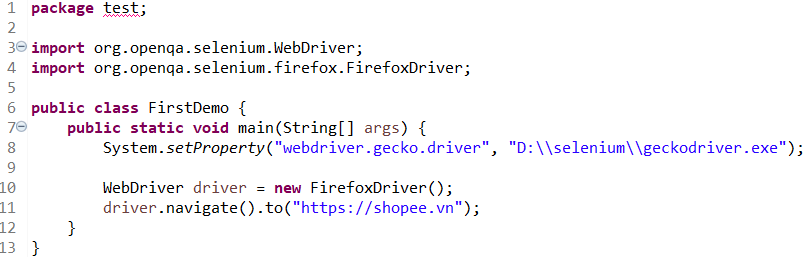 1 package test;
2
3 import org.openqa.selenium.WebDriver;
4 import org.openqa.selenium.firefox.FirefoxDriver;
5
6 public class FirstDemo {
7     public static void main(String[] args) {
8         System.setProperty("webdriver.gecko.driver", "D:\\selenium\\geckodriver.exe");
9
10         WebDriver driver = new FirefoxDriver();
11         driver.navigate().to("https://shopee.vn");
12     }
13 }